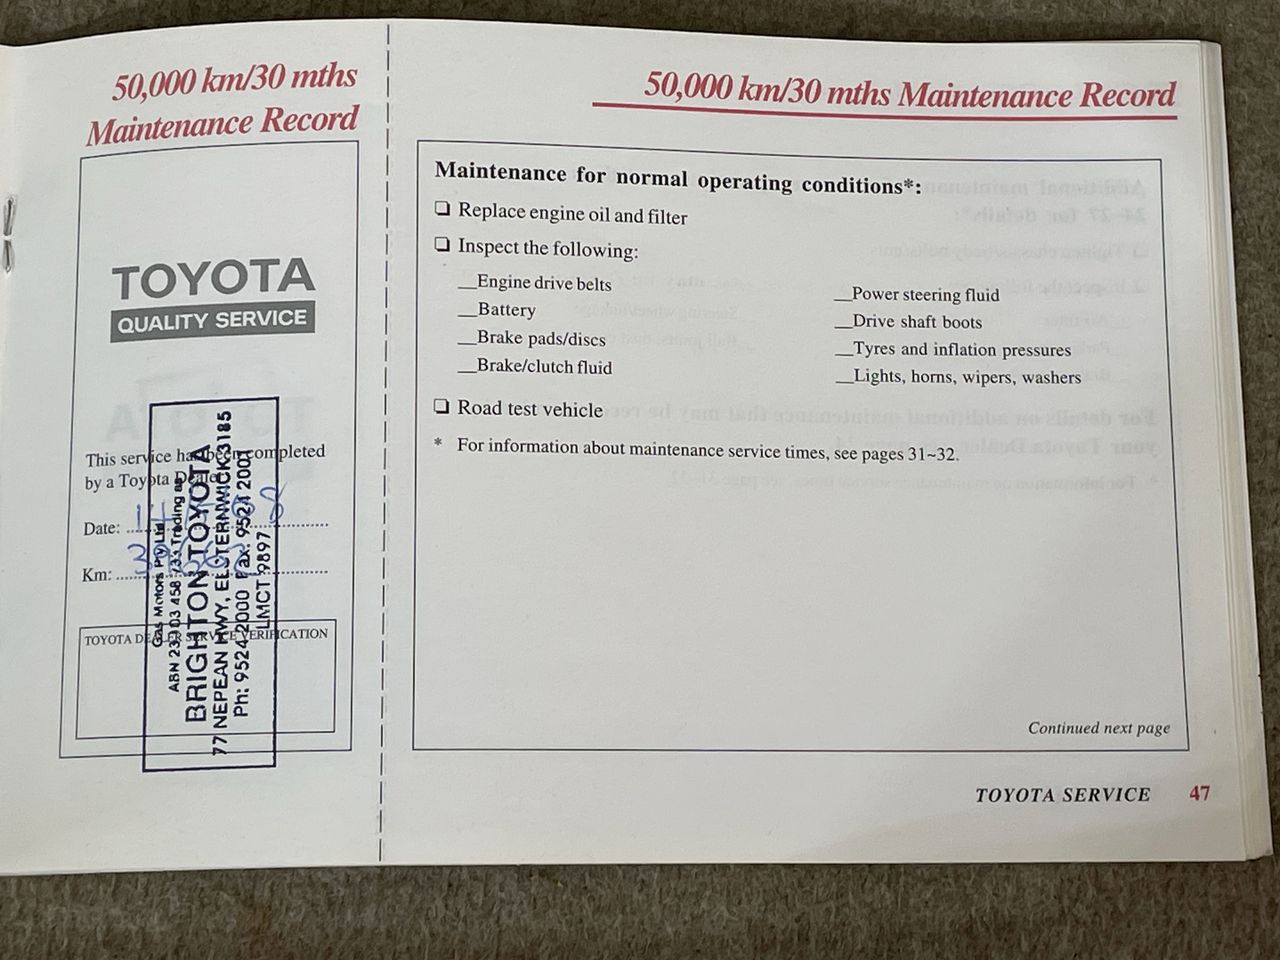 50,000 km/30 mths
Maintenance Record
TOYOTA
QUALITY SERVICE
This service has been completed
by a Toyota Dealer
Date:
Km:
TOYOTA DEALER SERVICE VERIFICATION
Gas Motors Pty Ltd
Trading as
BRIGHTON TOYOTA
77 NEPEAN HWY, ELSTERNWICK 3185
Ph: 9524 2000 Fax: 9524 2001
LMCT 9897
50,000 km/30 mths Maintenance Record
Maintenance for normal operating conditions*:
❏ Replace engine oil and filter
❏ Inspect the following:
__Engine drive belts
__Battery
__Brake pads/discs
__Brake/clutch fluid
__Power steering fluid
__Drive shaft boots
__Tyres and inflation pressures
__Lights, horns, wipers, washers
❏ Road test vehicle
* For information about maintenance service times, see pages 31~32.
Continued next page
TOYOTA SERVICE 47